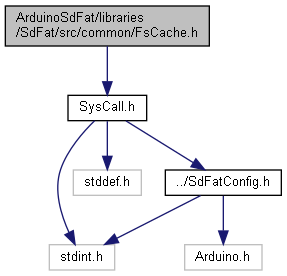 ArduinoSdFat/libraries
/SdFat/src/common/FsCache.h
SysCall.h
stddef.h
../SdFatConfig.h
stdint.h
Arduino.h